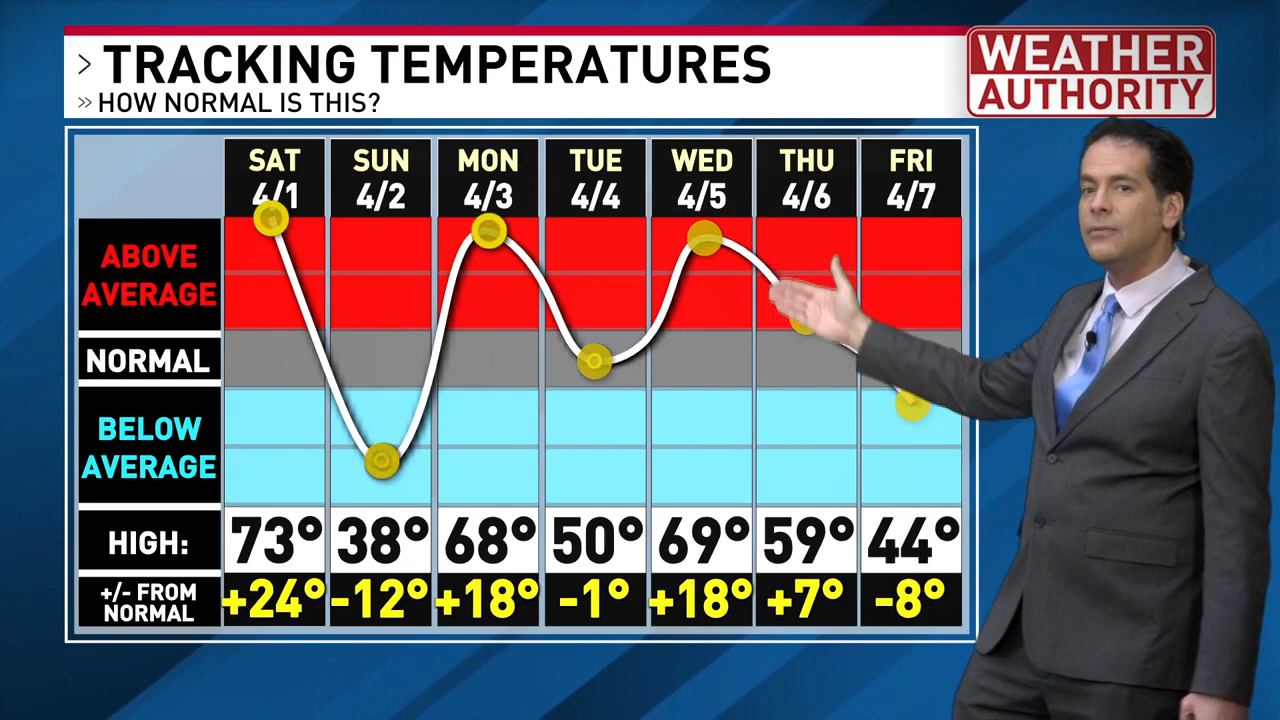 > TRACKING TEMPERATURES
» HOW NORMAL IS THIS?
WEATHER
AUTHORITY
SAT SUN MON TUE WED THU FRI
4/1 4/2 4/3 4/4 4/5 4/6 4/7
ABOVE
AVERAGE
NORMAL
BELOW
AVERAGE
HIGH: 73° 38° 68° 50° 69° 59° 44°
+/- FROM
NORMAL
+24° -12° +18° -1° +18° +7° -8°